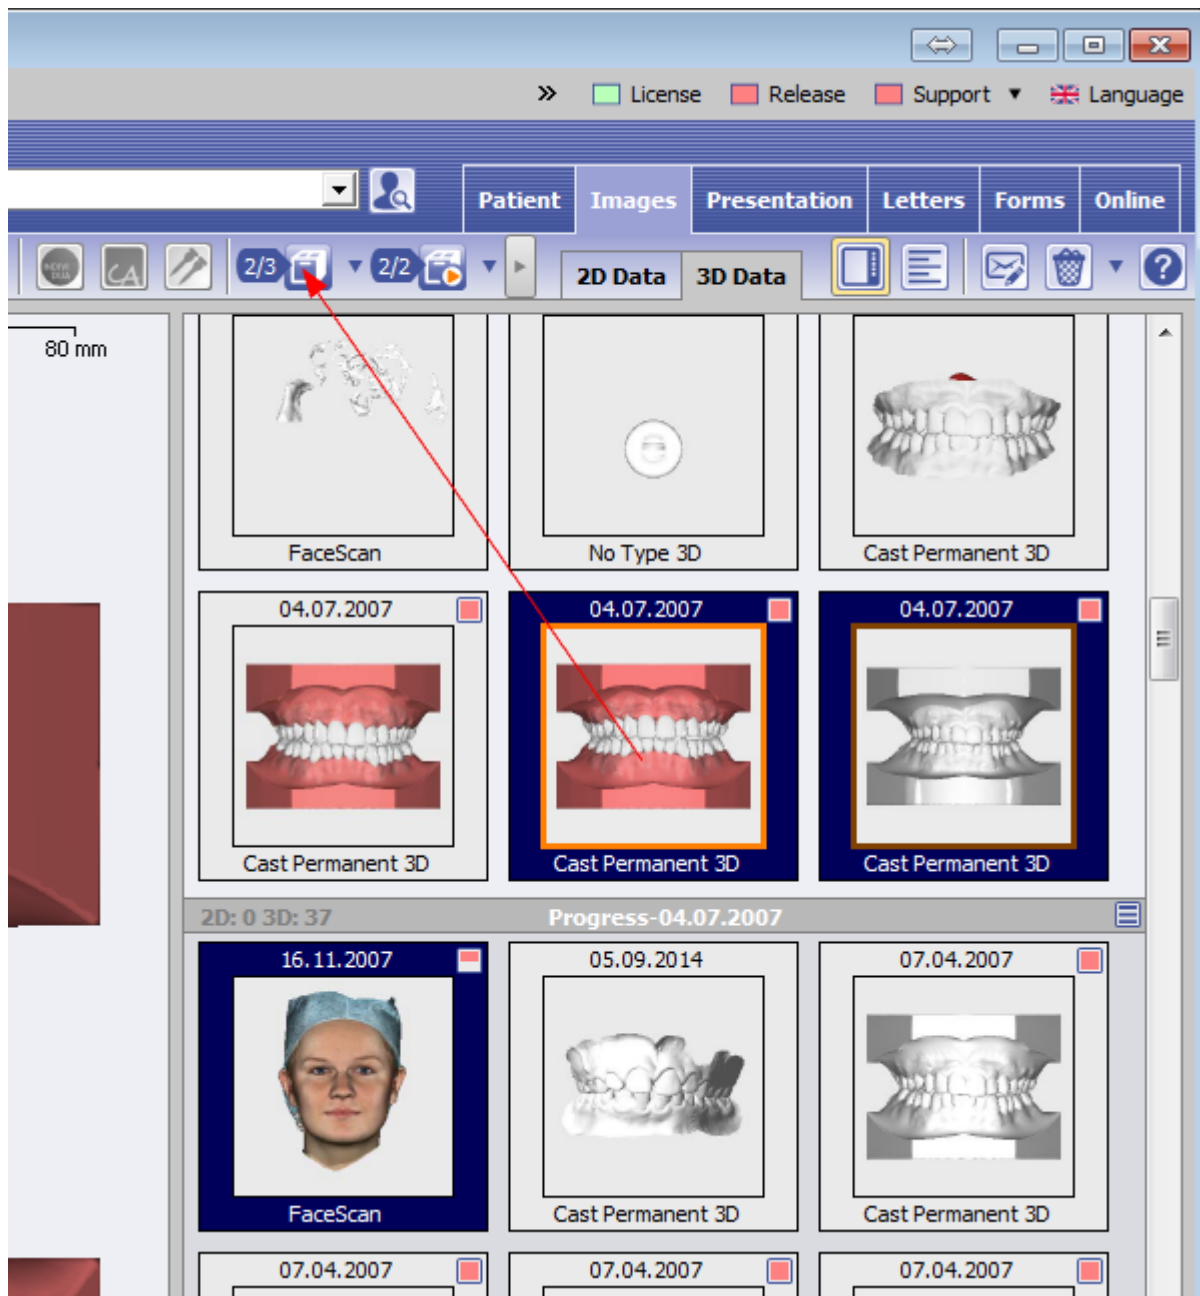 » License Release Support Language
Patient Images Presentation Letters Forms Online
CA 2/3 2/2 2D Data 3D Data ?
80 mm
FaceScan No Type 3D Cast Permanent 3D
04.07.2007 04.07.2007 04.07.2007
Cast Permanent 3D Cast Permanent 3D Cast Permanent 3D
2D: 0 3D: 37 Progress-04.07.2007
16.11.2007 05.09.2014 07.04.2007
FaceScan Cast Permanent 3D Cast Permanent 3D
07.04.2007 07.04.2007 07.04.2007